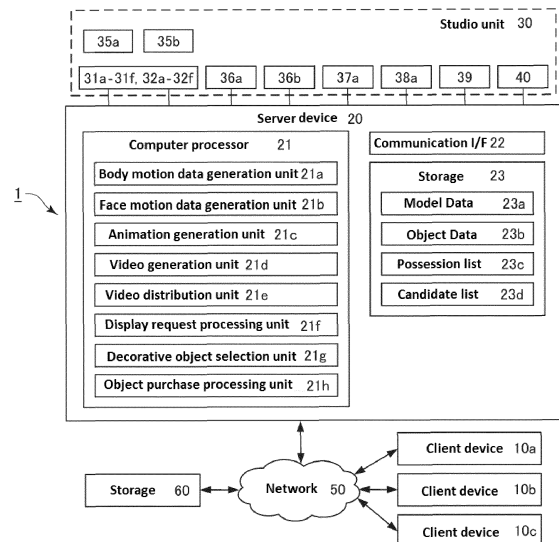 Studio unit 30
35a 35b
31a-31f, 32a-32f 36a 36b 37a 38a 39 40
Server device 20
Computer processor 21
Body motion data generation unit 21a
Face motion data generation unit 21b
Animation generation unit 21c
Video generation unit 21d
Video distribution unit 21e
Display request processing unit 21f
Decorative object selection unit 21g
Object purchase processing unit 21h
Communication I/F 22
Storage 23
Model Data 23a
Object Data 23b
Possession list 23c
Candidate list 23d
1
Storage 60
Network 50
Client device 10a
Client device 10b
Client device 10c